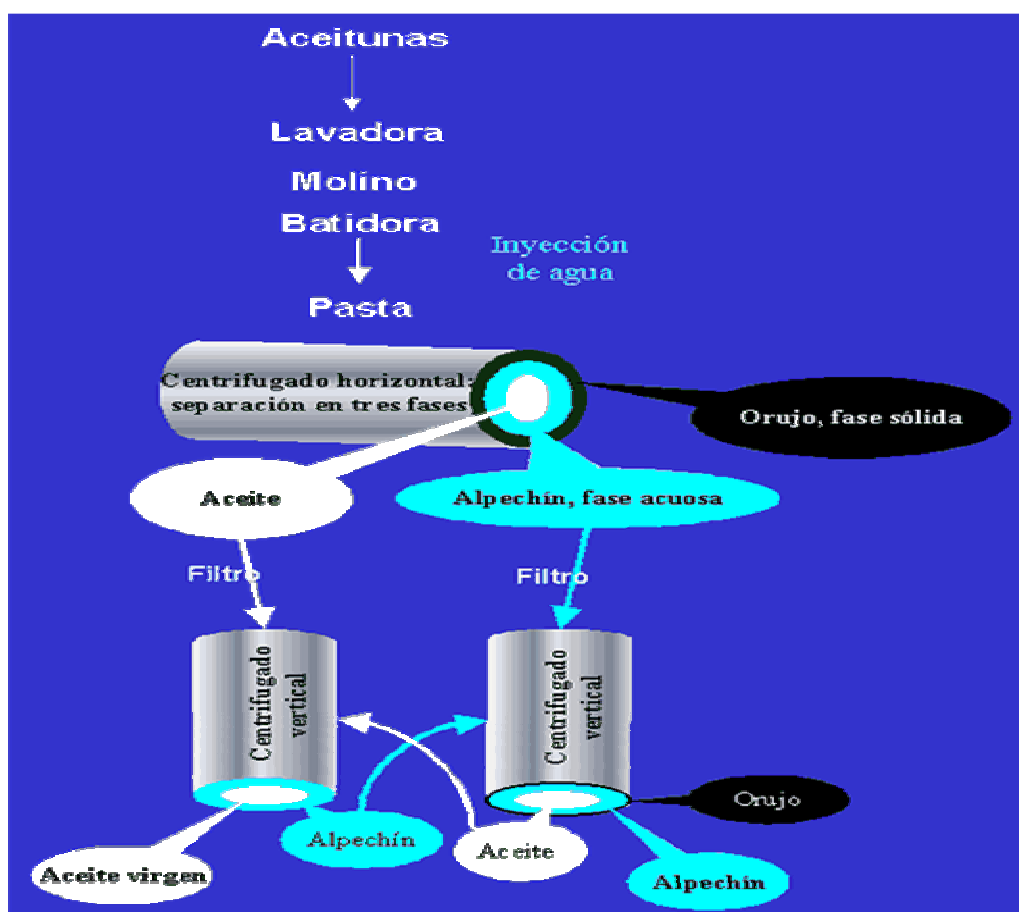 Aceitunas
Lavadora
Molino
Batidora
Inyección
de agua
Pasta
Centrifugado horizontal:
separación en tres fases
Orujo, fase sólida
Aceite
Alpechín, fase acuosa
Filtro
Filtro
Centrifugado
vertical
Centrifugado
vertical
Orujo
Alpechín
Aceite
Aceite virgen
Alpechín